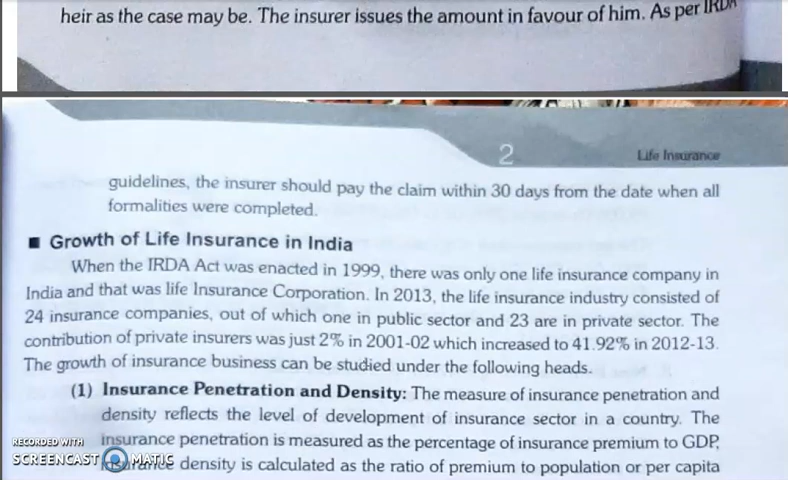 heir as the case may be. The insurer issues the amount in favour of him. As per IRDA
2
Life Insurance
guidelines, the insurer should pay the claim within 30 days from the date when all
formalities were completed.
■ Growth of Life Insurance in India
When the IRDA Act was enacted in 1999, there was only one life insurance company in
India and that was life Insurance Corporation. In 2013, the life insurance industry consisted of
24 insurance companies, out of which one in public sector and 23 are in private sector. The
contribution of private insurers was just 2% in 2001-02 which increased to 41.92% in 2012-13.
The growth of insurance business can be studied under the following heads.
(1) Insurance Penetration and Density: The measure of insurance penetration and
density reflects the level of development of insurance sector in a country. The
insurance penetration is measured as the percentage of insurance premium to GDP,
insurance density is calculated as the ratio of premium to population or per capita
RECORDED WITH
SCREENCAST MATIC